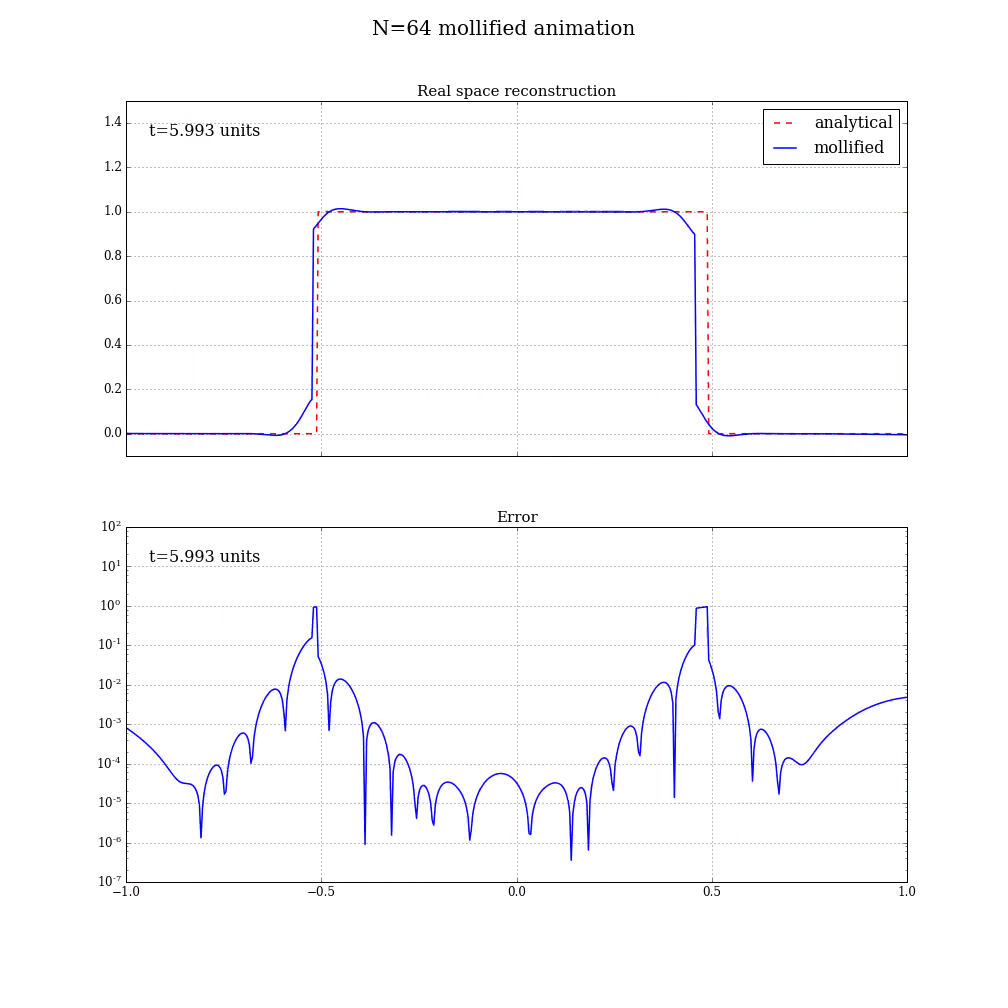 N=64 mollified animation
Real space reconstruction
t=5.993 units
analytical
mollified
1.4
1.2
1.0
0.8
0.6
0.4
0.2
0.0
Error
t=5.993 units
10²
10¹
10⁰
10⁻¹
10⁻²
10⁻³
10⁻⁴
10⁻⁵
10⁻⁶
10⁻⁷
−1.0 −0.5 0.0 0.5 1.0